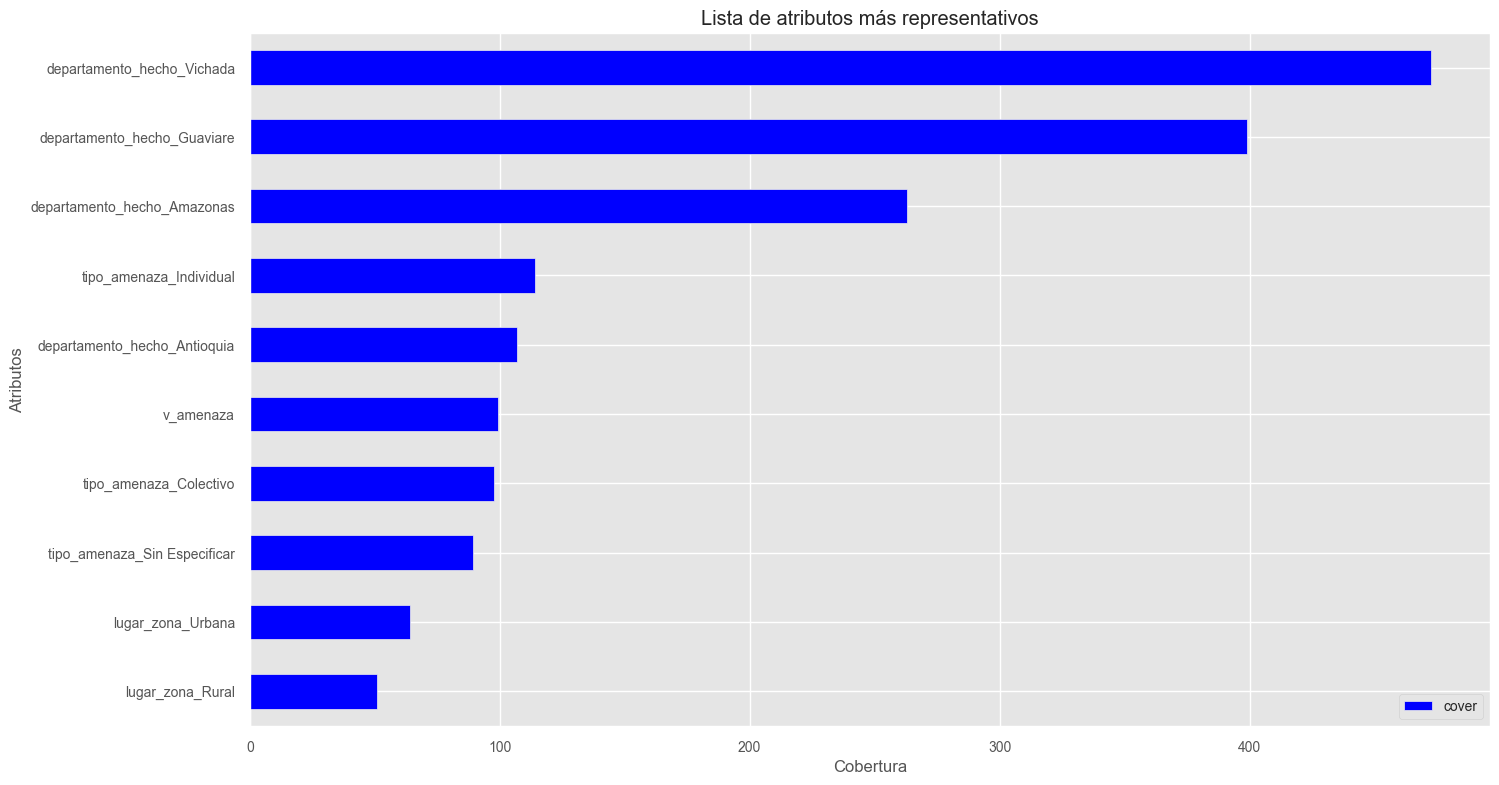 Lista de atributos más representativos
departamento_hecho_Vichada
departamento_hecho_Guaviare
departamento_hecho_Amazonas
tipo_amenaza_Individual
departamento_hecho_Antioquia
v_amenaza
tipo_amenaza_Colectivo
tipo_amenaza_Sin Especificar
lugar_zona_Urbana
lugar_zona_Rural
Atributos
cover
0 100 200 300 400
Cobertura